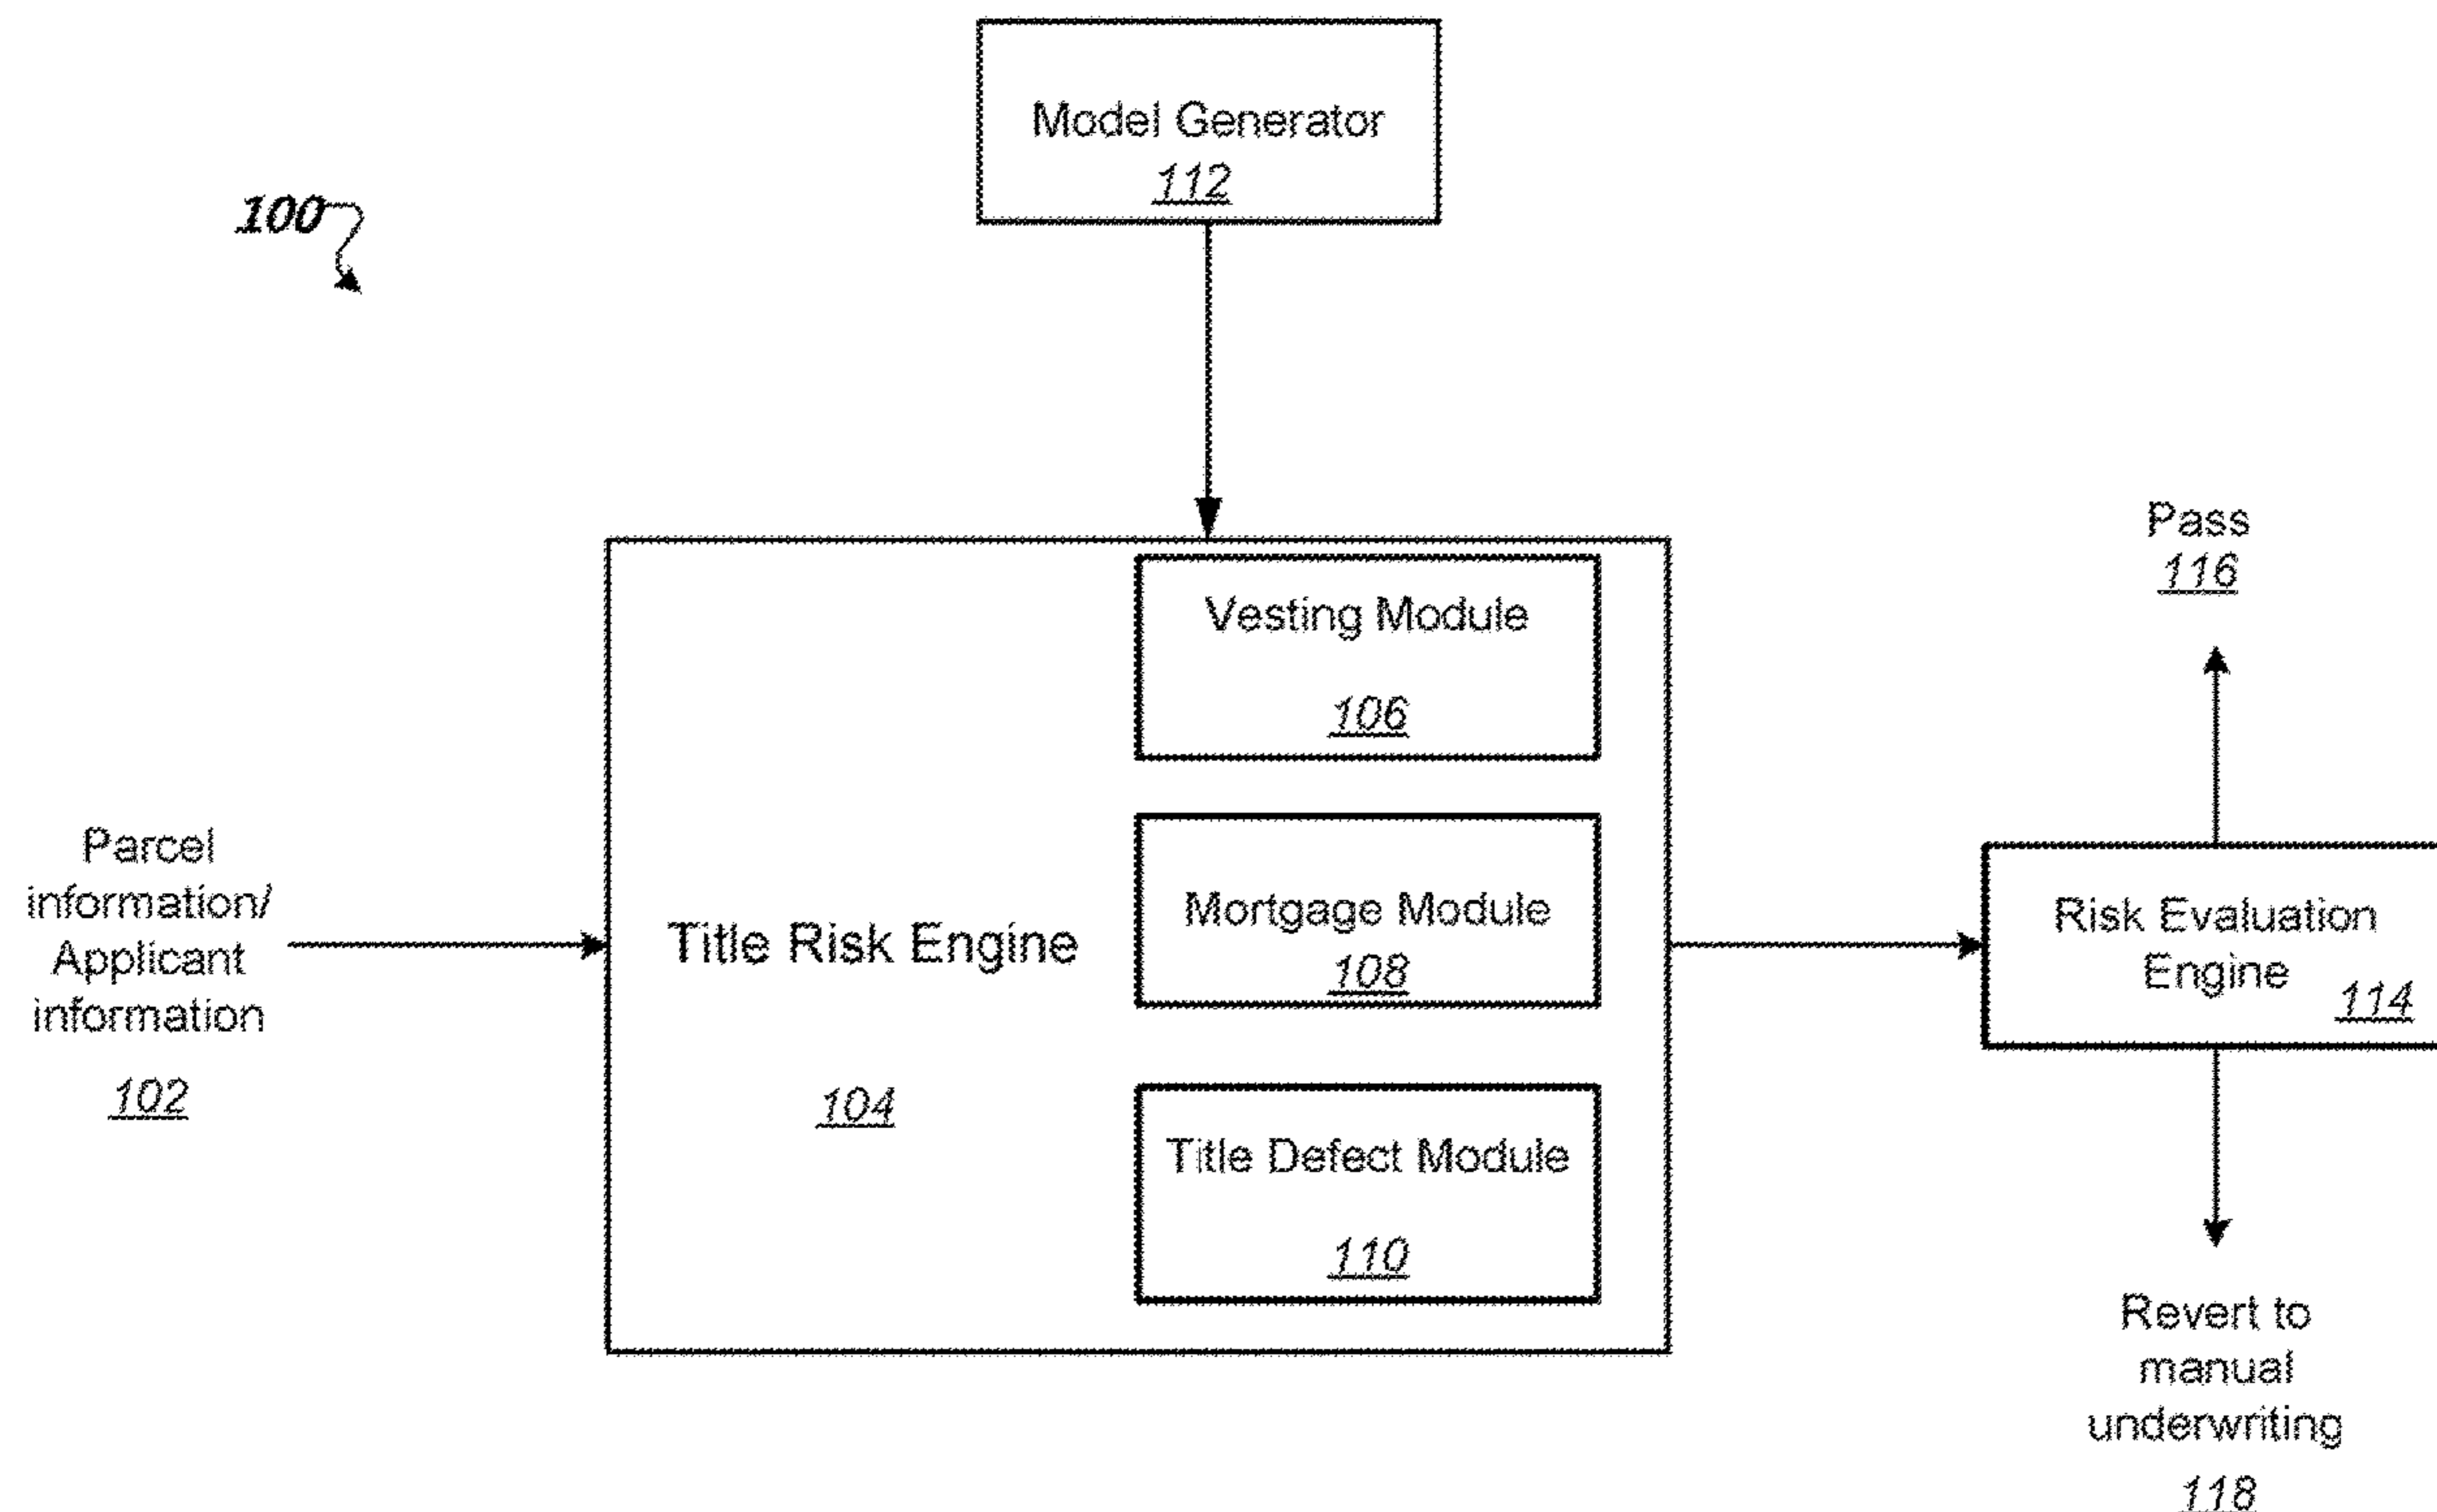 Model Generator
112
100
Pass
116
Vesting Module
106
Parcel
information/
Applicant
information
102
Title Risk Engine
104
Mortgage Module
108
Title Defect Module
110
Risk Evaluation
Engine
114
Revert to
manual
underwriting
118